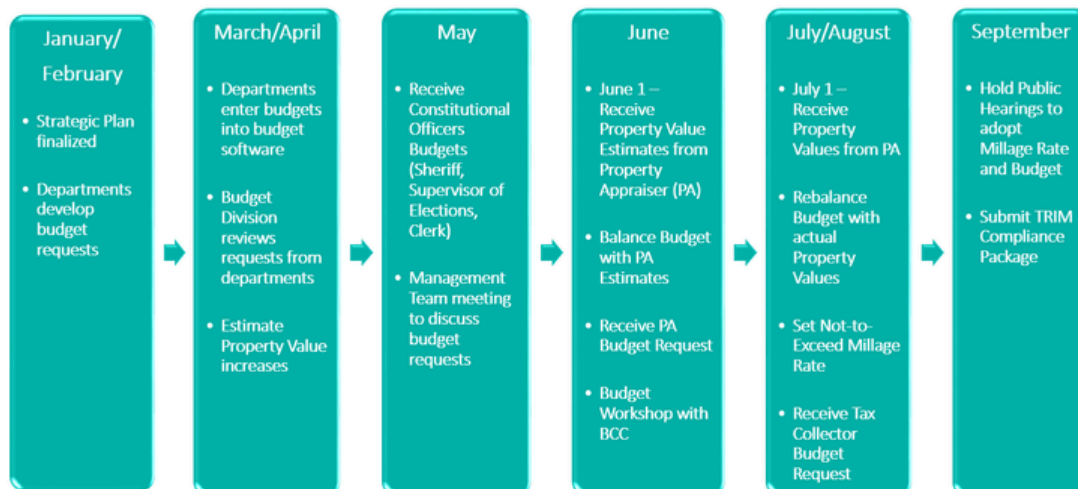 January/
February
• Strategic Plan
finalized
• Departments
develop
budget
requests
March/April
• Departments
enter budgets
into budget
software
• Budget
Division
reviews
requests from
departments
• Estimate
Property Value
increases
May
• Receive
Constitutional
Officers
Budgets
(Sheriff,
Supervisor of
Elections,
Clerk)
• Management
Team meeting
to discuss
budget
requests
June
• June 1 –
Receive
Property Value
Estimates from
Property
Appraiser (PA)
• Balance Budget
with PA
Estimates
• Receive PA
Budget Request
• Budget
Workshop with
BCC
July/August
• July 1 –
Receive
Property
Values from PA
• Rebalance
Budget with
actual
Property
Values
• Set Not-to-
Exceed Millage
Rate
• Receive Tax
Collector
Budget
Request
September
• Hold Public
Hearings to
adopt
Millage Rate
and Budget
• Submit TRIM
Compliance
Package